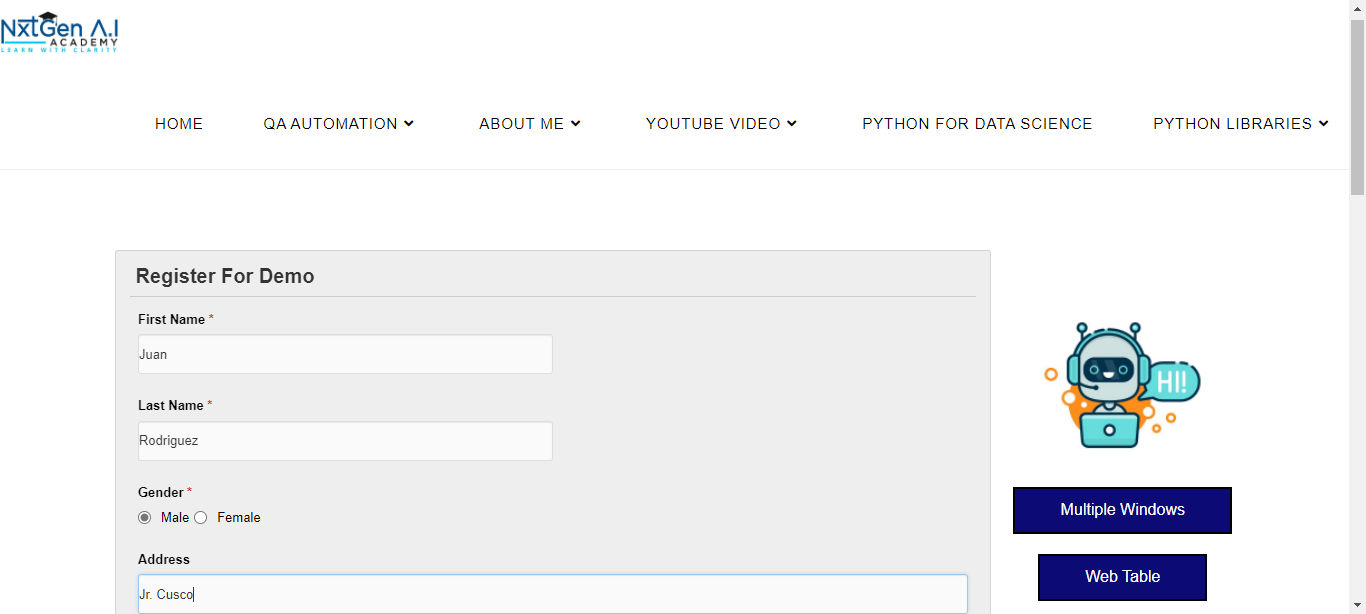 NxtGen A.I
ACADEMY
LEARN WITH CLARITY
HOME QA AUTOMATION ABOUT ME YOUTUBE VIDEO PYTHON FOR DATA SCIENCE PYTHON LIBRARIES
Register For Demo
First Name *
Juan
Last Name *
Rodriguez
Gender *
Male Female
Address
Jr. Cusco
HI!
Multiple Windows
Web Table